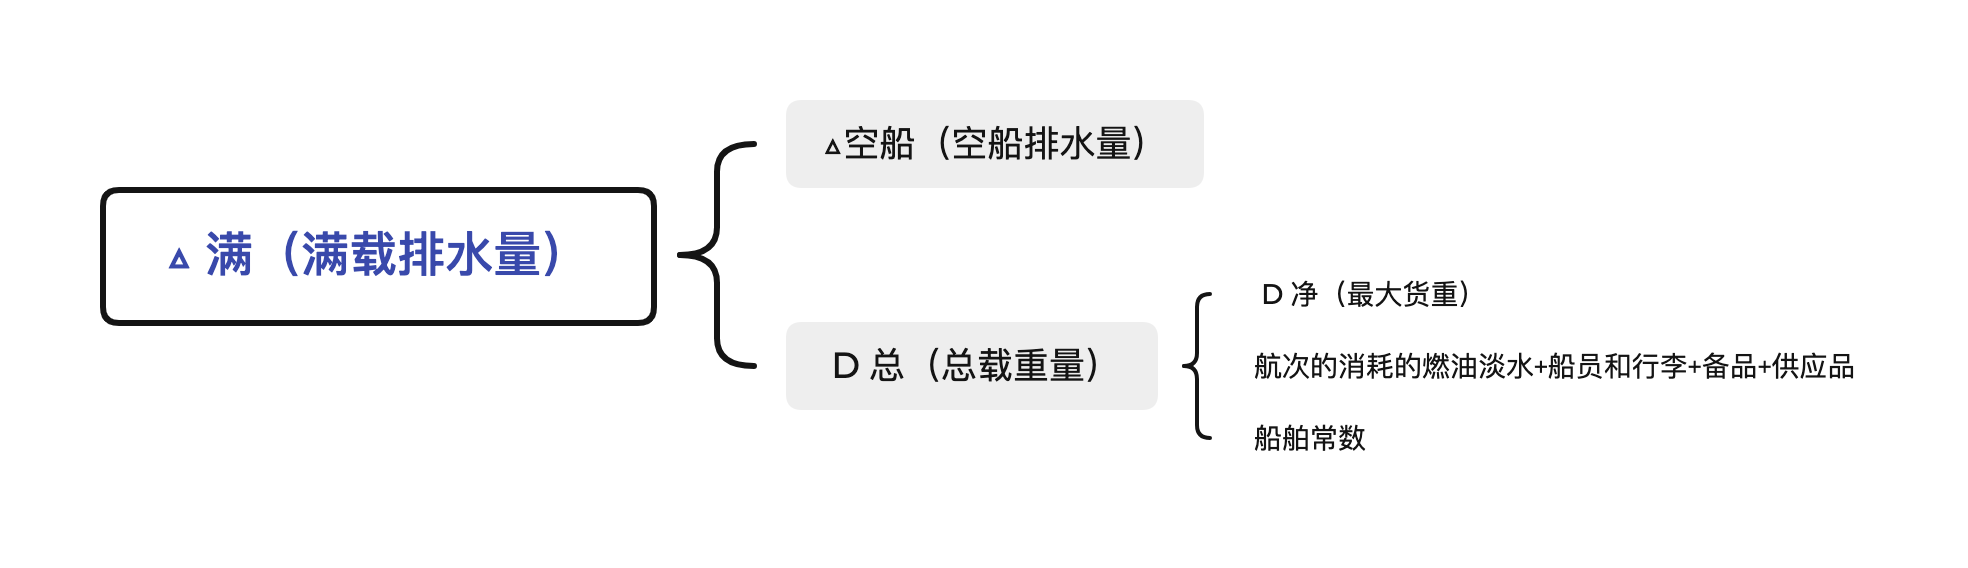 △ 满（满载排水量）
△空船（空船排水量）
D 总（总载重量）
D 净（最大货重）
航次的消耗的燃油淡水+船员和行李+备品+供应品
船舶常数